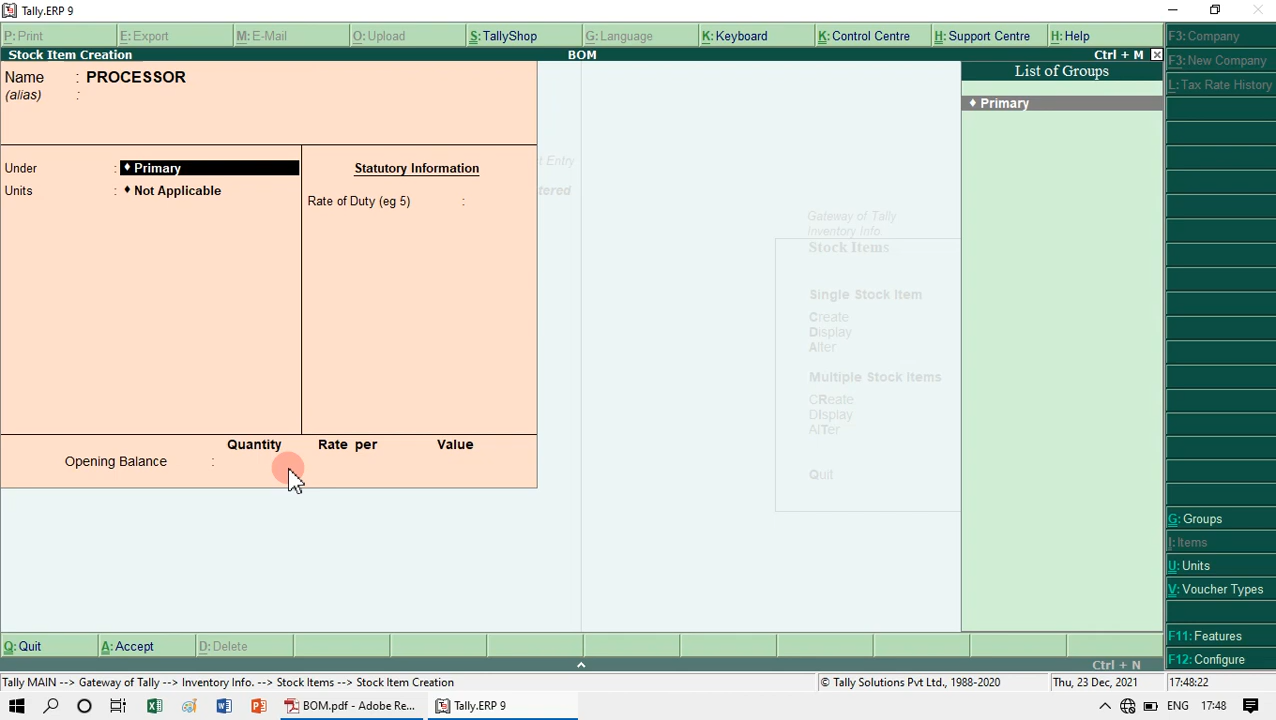 Tally.ERP 9
P: Print
E: Export
M: E-Mail
O: Upload
S: TallyShop
G: Language
K: Keyboard
K: Control Centre
H: Support Centre
H: Help
Stock Item Creation
BOM
Ctrl + M
Name : PROCESSOR
(alias) :
Under : ♦ Primary
Units : ♦ Not Applicable
Statutory Information
Rate of Duty (eg 5) :
Quantity Rate per Value
Opening Balance :
t Entry
stered
Gateway of Tally
Inventory Info.
Stock Items
Single Stock Item
Create
Display
Alter
Multiple Stock Items
CReate
DIsplay
AlTer
Quit
List of Groups
♦ Primary
F3: Company
F3: New Company
L: Tax Rate History
G: Groups
I: Items
U: Units
V: Voucher Types
F11: Features
F12: Configure
Q: Quit
A: Accept
D: Delete
Ctrl + N
Tally MAIN --> Gateway of Tally --> Inventory Info. --> Stock Items --> Stock Item Creation
© Tally Solutions Pvt Ltd., 1988-2020
Thu, 23 Dec, 2021
17:48:22
BOM.pdf - Adobe Re...
Tally.ERP 9
ENG
17:48